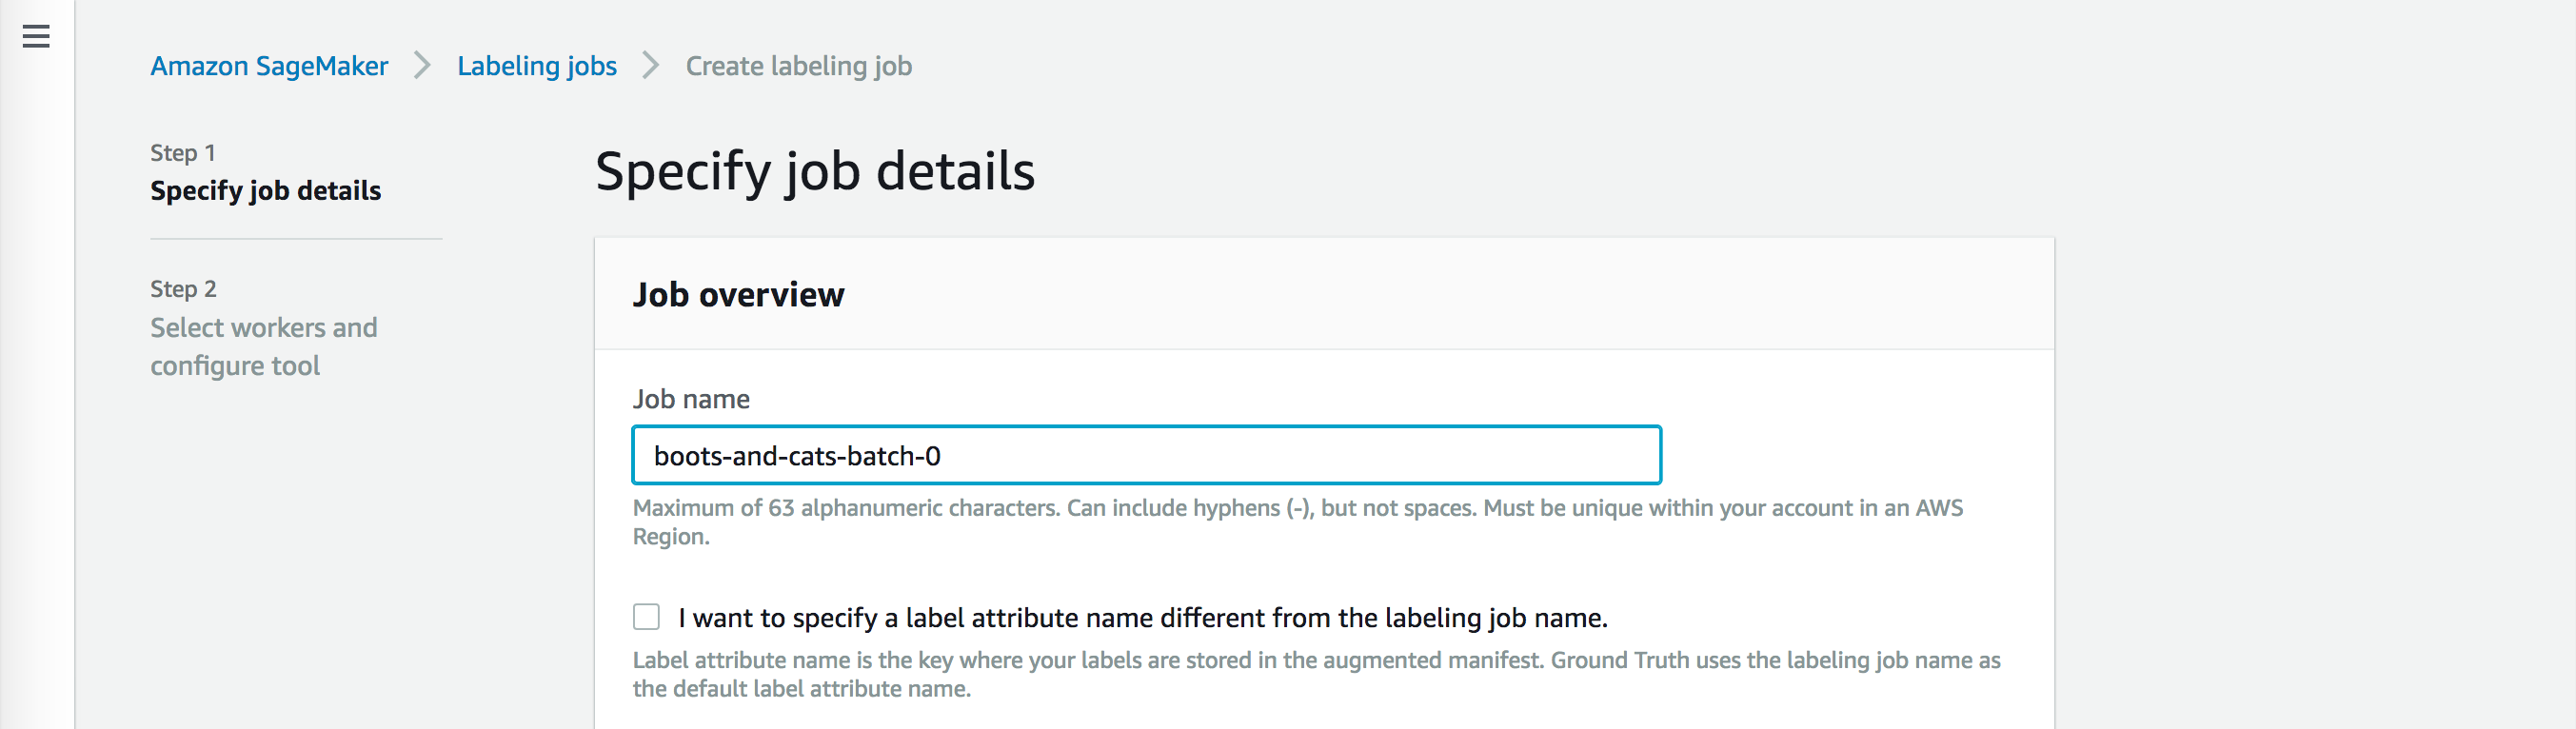 Amazon SageMaker > Labeling jobs > Create labeling job
Step 1
Specify job details
Step 2
Select workers and
configure tool
Specify job details
Job overview
Job name
boots-and-cats-batch-0
Maximum of 63 alphanumeric characters. Can include hyphens (-), but not spaces. Must be unique within your account in an AWS
Region.
I want to specify a label attribute name different from the labeling job name.
Label attribute name is the key where your labels are stored in the augmented manifest. Ground Truth uses the labeling job name as
the default label attribute name.